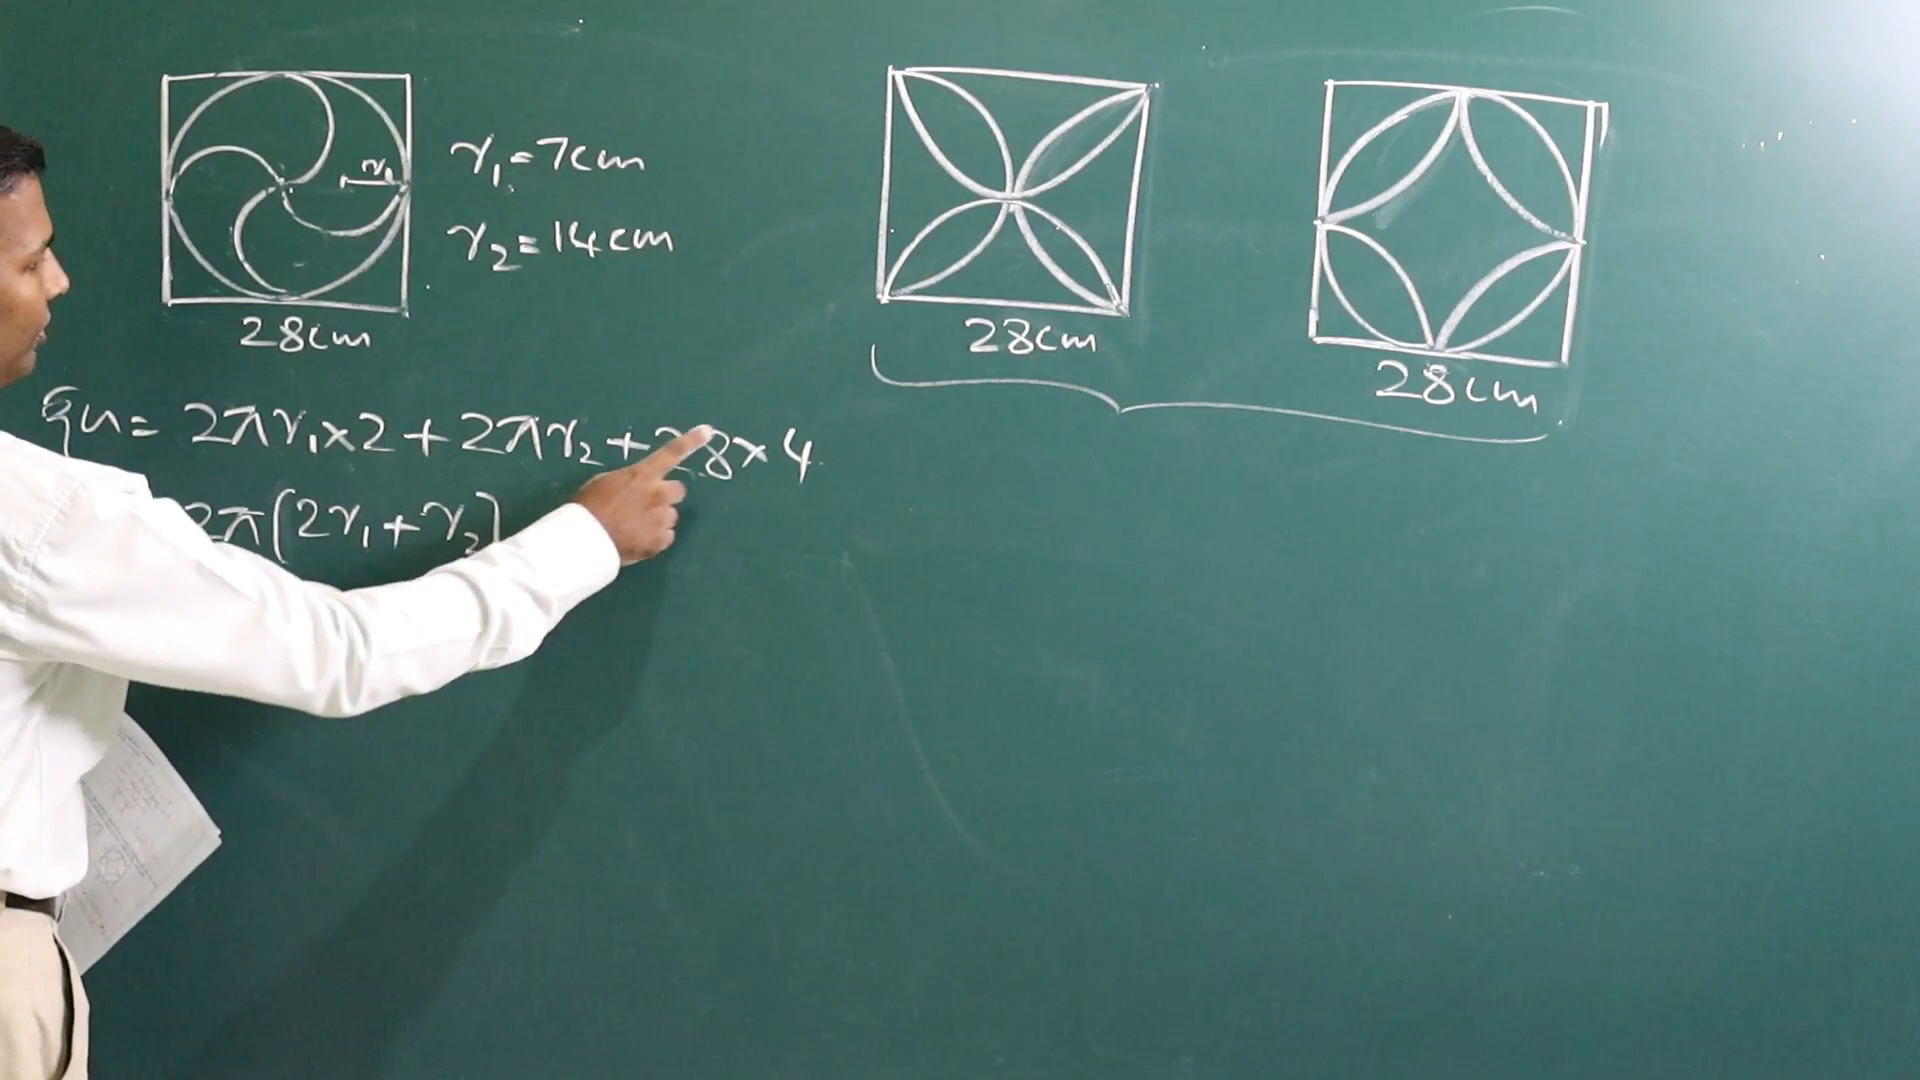 r₁
r₁ = 7cm
r₂ = 14cm
28cm
28cm
28cm
= 2πr₁×2 + 2πr₂ + 28×4
2π(2r₁ + r₂)